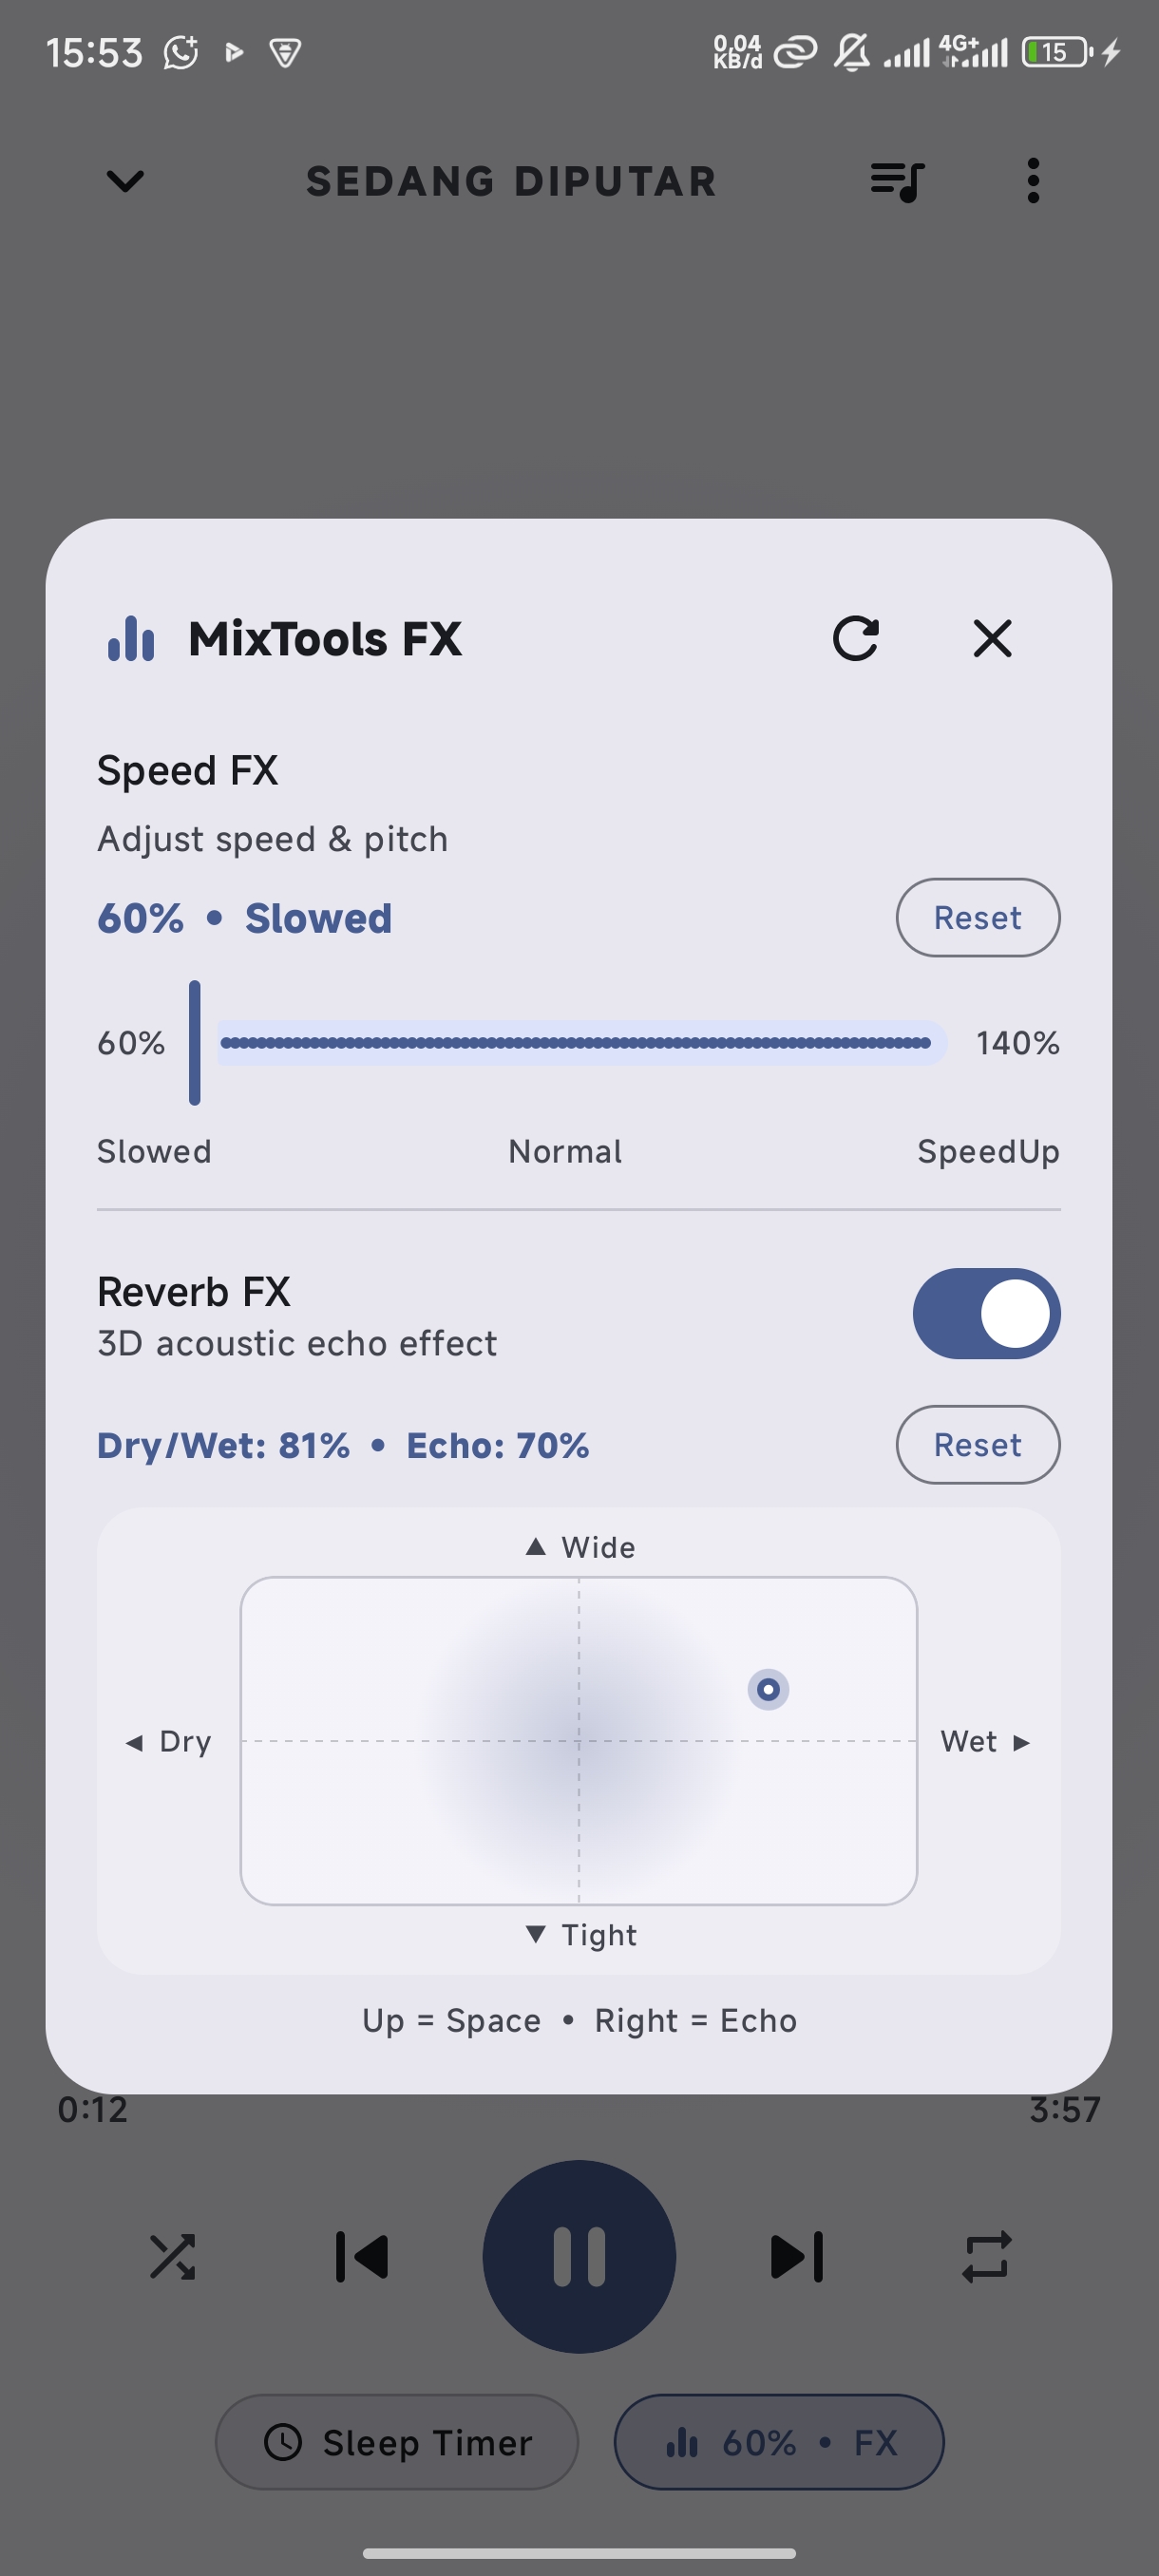 15:53
0,04
KB/d
4G+
15
SEDANG DIPUTAR
MixTools FX
Speed FX
Adjust speed & pitch
60% • Slowed
Reset
60%
140%
Slowed
Normal
SpeedUp
Reverb FX
3D acoustic echo effect
Dry/Wet: 81% • Echo: 70%
Reset
▲ Wide
◀ Dry
Wet ▶
▼ Tight
Up = Space • Right = Echo
0:12
3:57
Sleep Timer
60% • FX